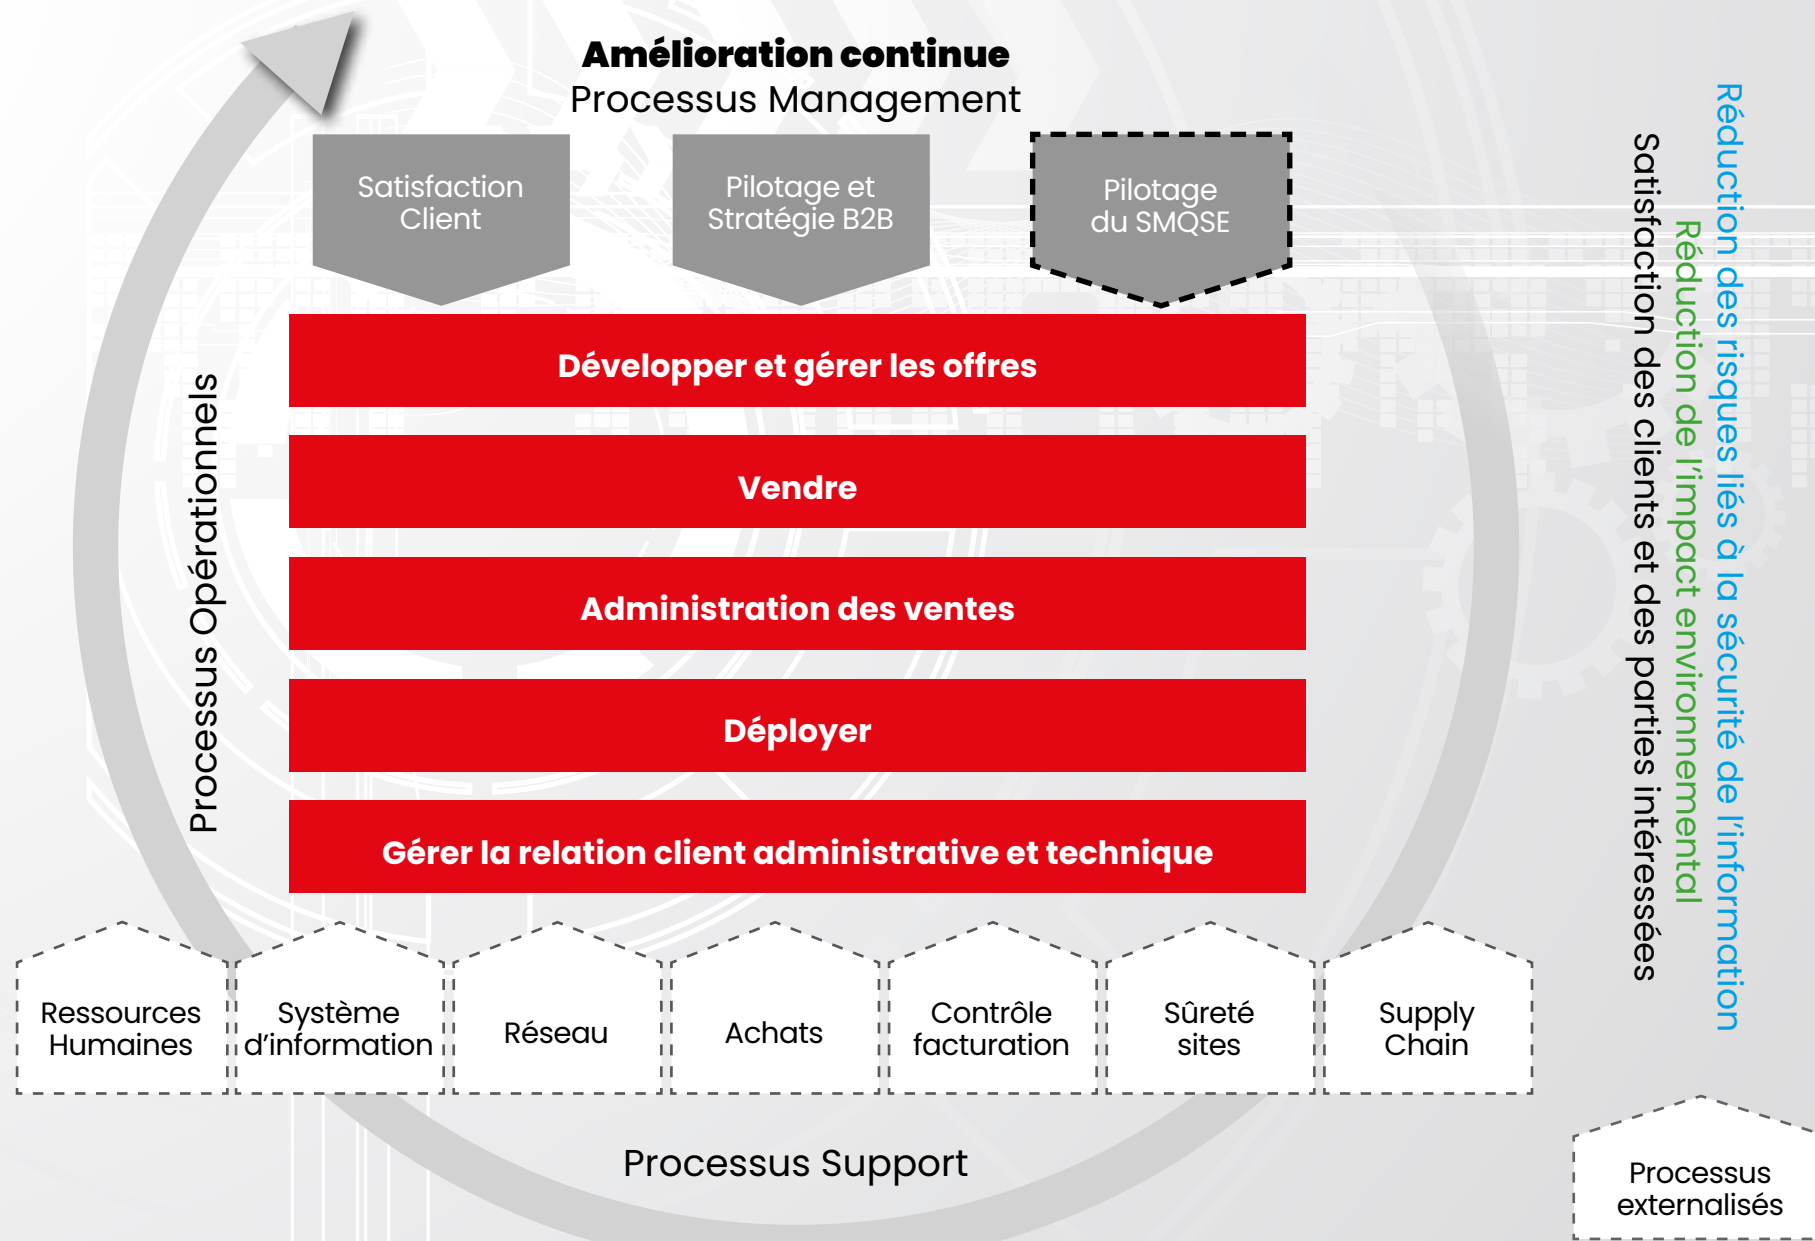 Amélioration continue
Processus Management
Satisfaction
Client
Pilotage et
Stratégie B2B
Pilotage
du SMQSE
Processus Opérationnels
Développer et gérer les offres
Vendre
Administration des ventes
Déployer
Gérer la relation client administrative et technique
Ressources
Humaines
Système
d'information
Réseau
Achats
Contrôle
facturation
Sûreté
sites
Supply
Chain
Processus Support
Réduction des risques liés à la sécurité de l'information
Réduction de l'impact environnemental
Satisfaction des clients et des parties intéressées
Processus
externalisés